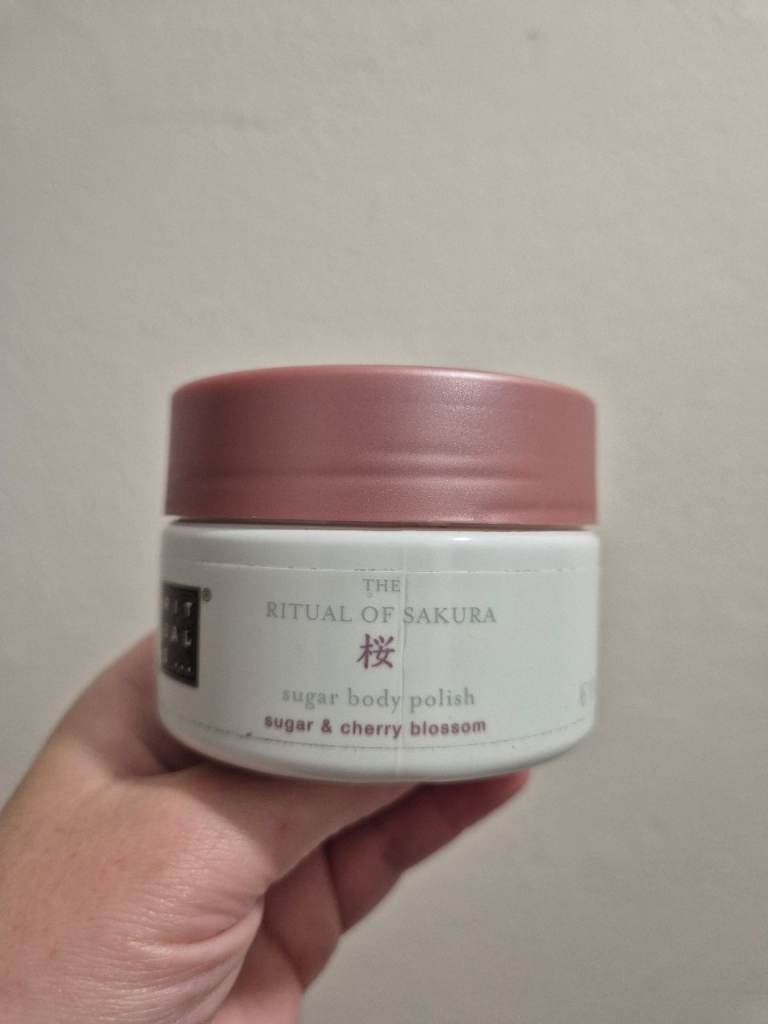 THE
RITUAL OF SAKURA
桜
sugar body polish
sugar & cherry blossom